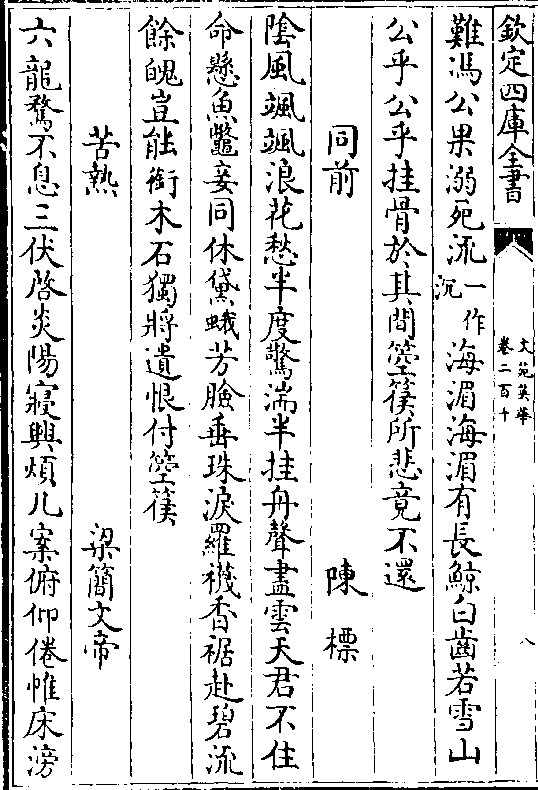 欽定四庫全書
文苑英華
卷二百十
八
難馮公果溺死流一作沉海湄海湄有長鯨白齒若雪山
公乎公乎挂骨於其間箜篌所悲竟不還
同前 陳標
隂風颯颯浪花愁半度驚湍半挂舟聲盡雲天君不住
命懸魚鼈妾同休黛蛾芳臉垂珠淚羅襪香裾赴碧流
餘魄豈能銜木石獨將遺恨付箜篌
苦熱 梁簡文帝
六龍騖不息三伏啓炎陽寢興煩几案俯仰倦帷床滂